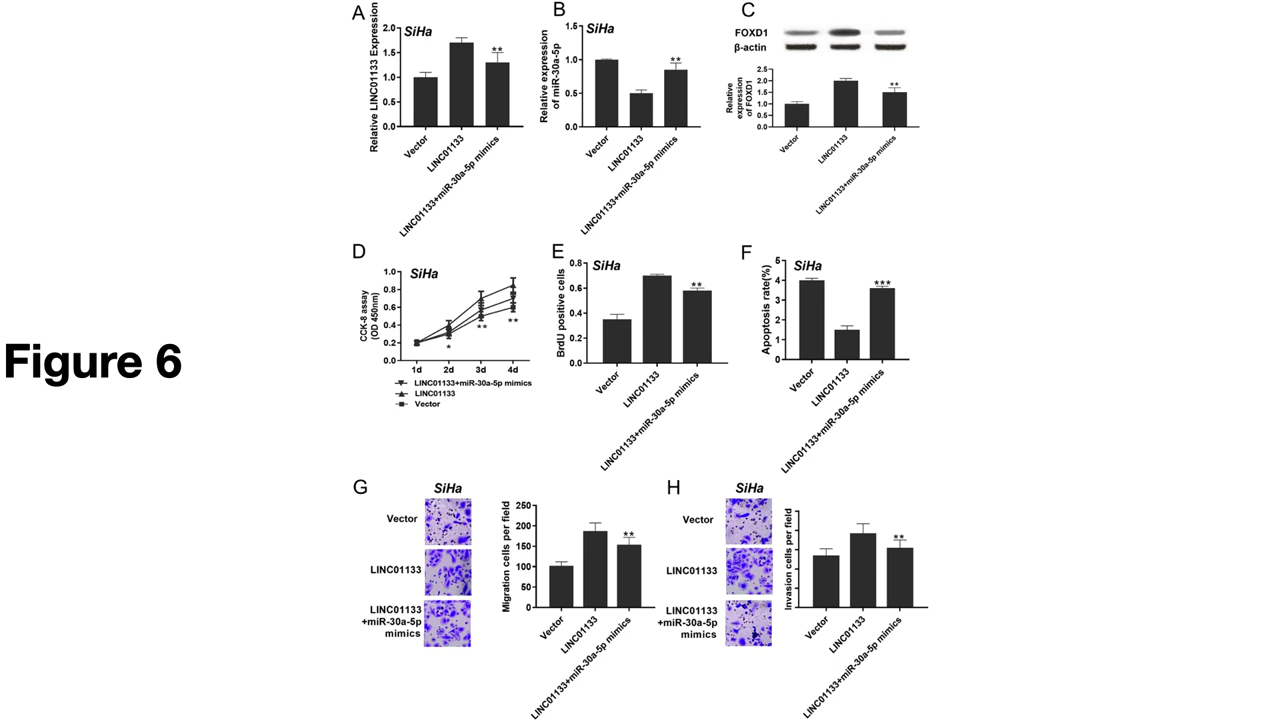 Figure 6
A
SiHa
Relative LINC01133 Expression
2.0
1.5
1.0
0.5
0.0
**
Vector
LINC01133
LINC01133+miR-30a-5p mimics
B
SiHa
Relative expression
of miR-30a-5p
1.5
1.0
0.5
0.0
**
Vector
LINC01133
LINC01133+miR-30a-5p mimics
C
FOXD1
β-actin
Relative
expression
of FOXD1
2.5
2.0
1.5
1.0
0.5
0.0
**
Vector
LINC01133
LINC01133+miR-30a-5p mimics
D
SiHa
CCK-8 assay
(OD 450nm)
1.0
0.8
0.6
0.4
0.2
0.0
*
**
**
1d 2d 3d 4d
LINC01133+miR-30a-5p mimics
LINC01133
Vector
E
SiHa
BrdU positive cells
0.8
0.6
0.4
0.2
0.0
**
Vector
LINC01133
LINC01133+miR-30a-5p mimics
F
SiHa
Apoptosis rate(%)
5
4
3
2
1
0
***
Vector
LINC01133
LINC01133+miR-30a-5p mimics
G
SiHa
Vector
LINC01133
LINC01133
+miR-30a-5p
mimics
Migration cells per field
250
200
150
100
50
0
**
Vector
LINC01133
LINC01133+miR-30a-5p mimics
H
SiHa
Vector
LINC01133
LINC01133
+miR-30a-5p
mimics
Invasion cells per field
**
Vector
LINC01133
LINC01133+miR-30a-5p mimics